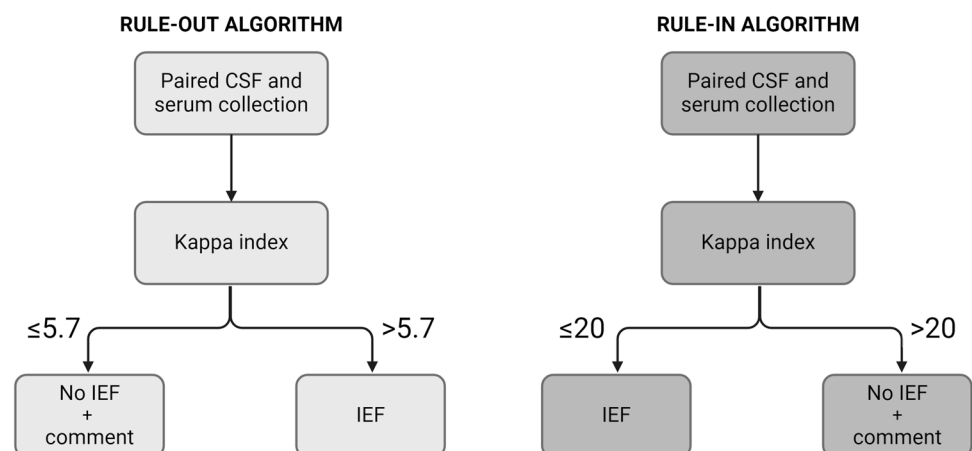 RULE-OUT ALGORITHM
Paired CSF and
serum collection
Kappa index
≤5.7
>5.7
No IEF
+
comment
IEF
RULE-IN ALGORITHM
Paired CSF and
serum collection
Kappa index
≤20
>20
IEF
No IEF
+
comment